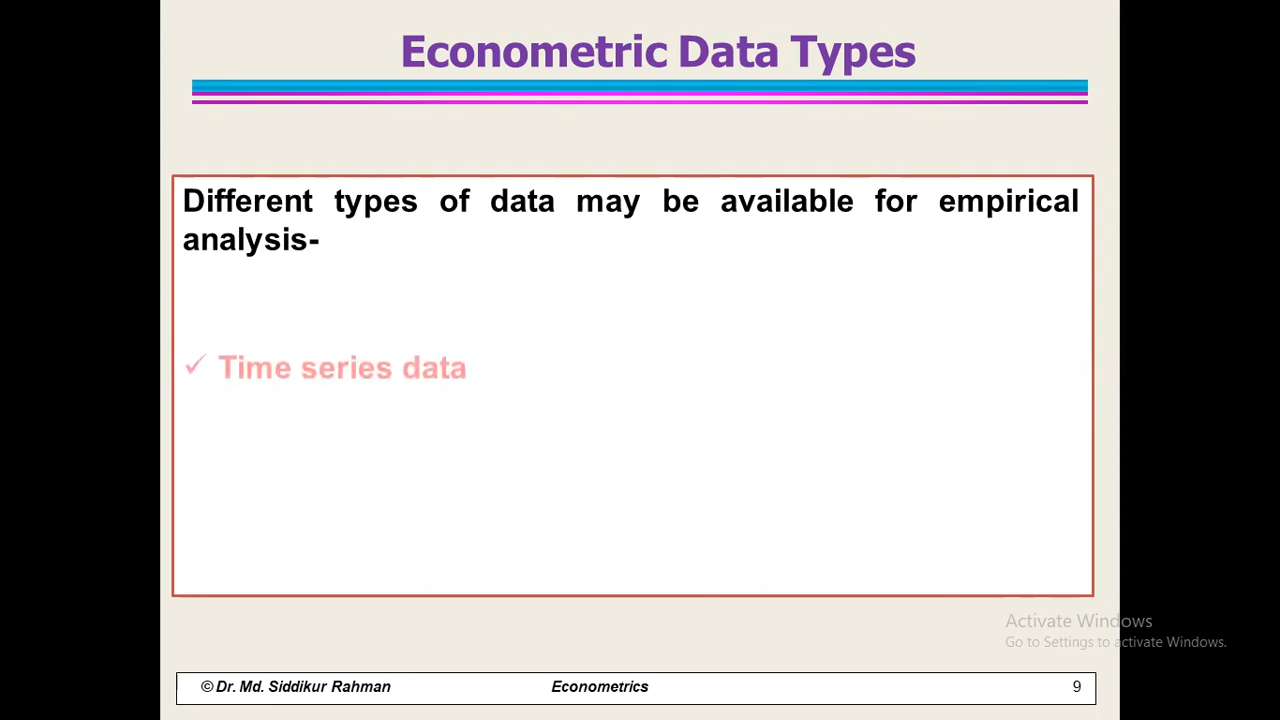 Econometric Data Types
Different types of data may be available for empirical
analysis-
✓ Time series data
Activate Windows
Go to Settings to activate Windows.
© Dr. Md. Siddikur Rahman Econometrics 9